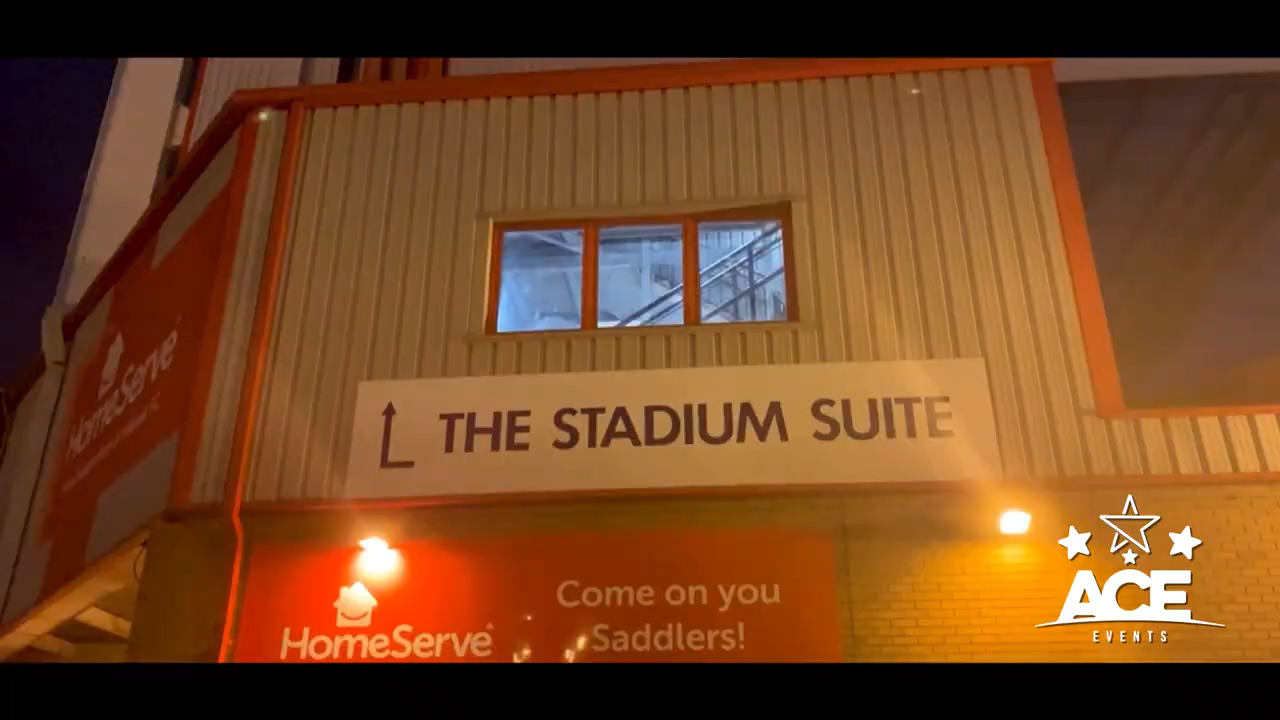 HomeServe
THE STADIUM SUITE
HomeServe
Come on you
Saddlers!
ACE
EVENTS